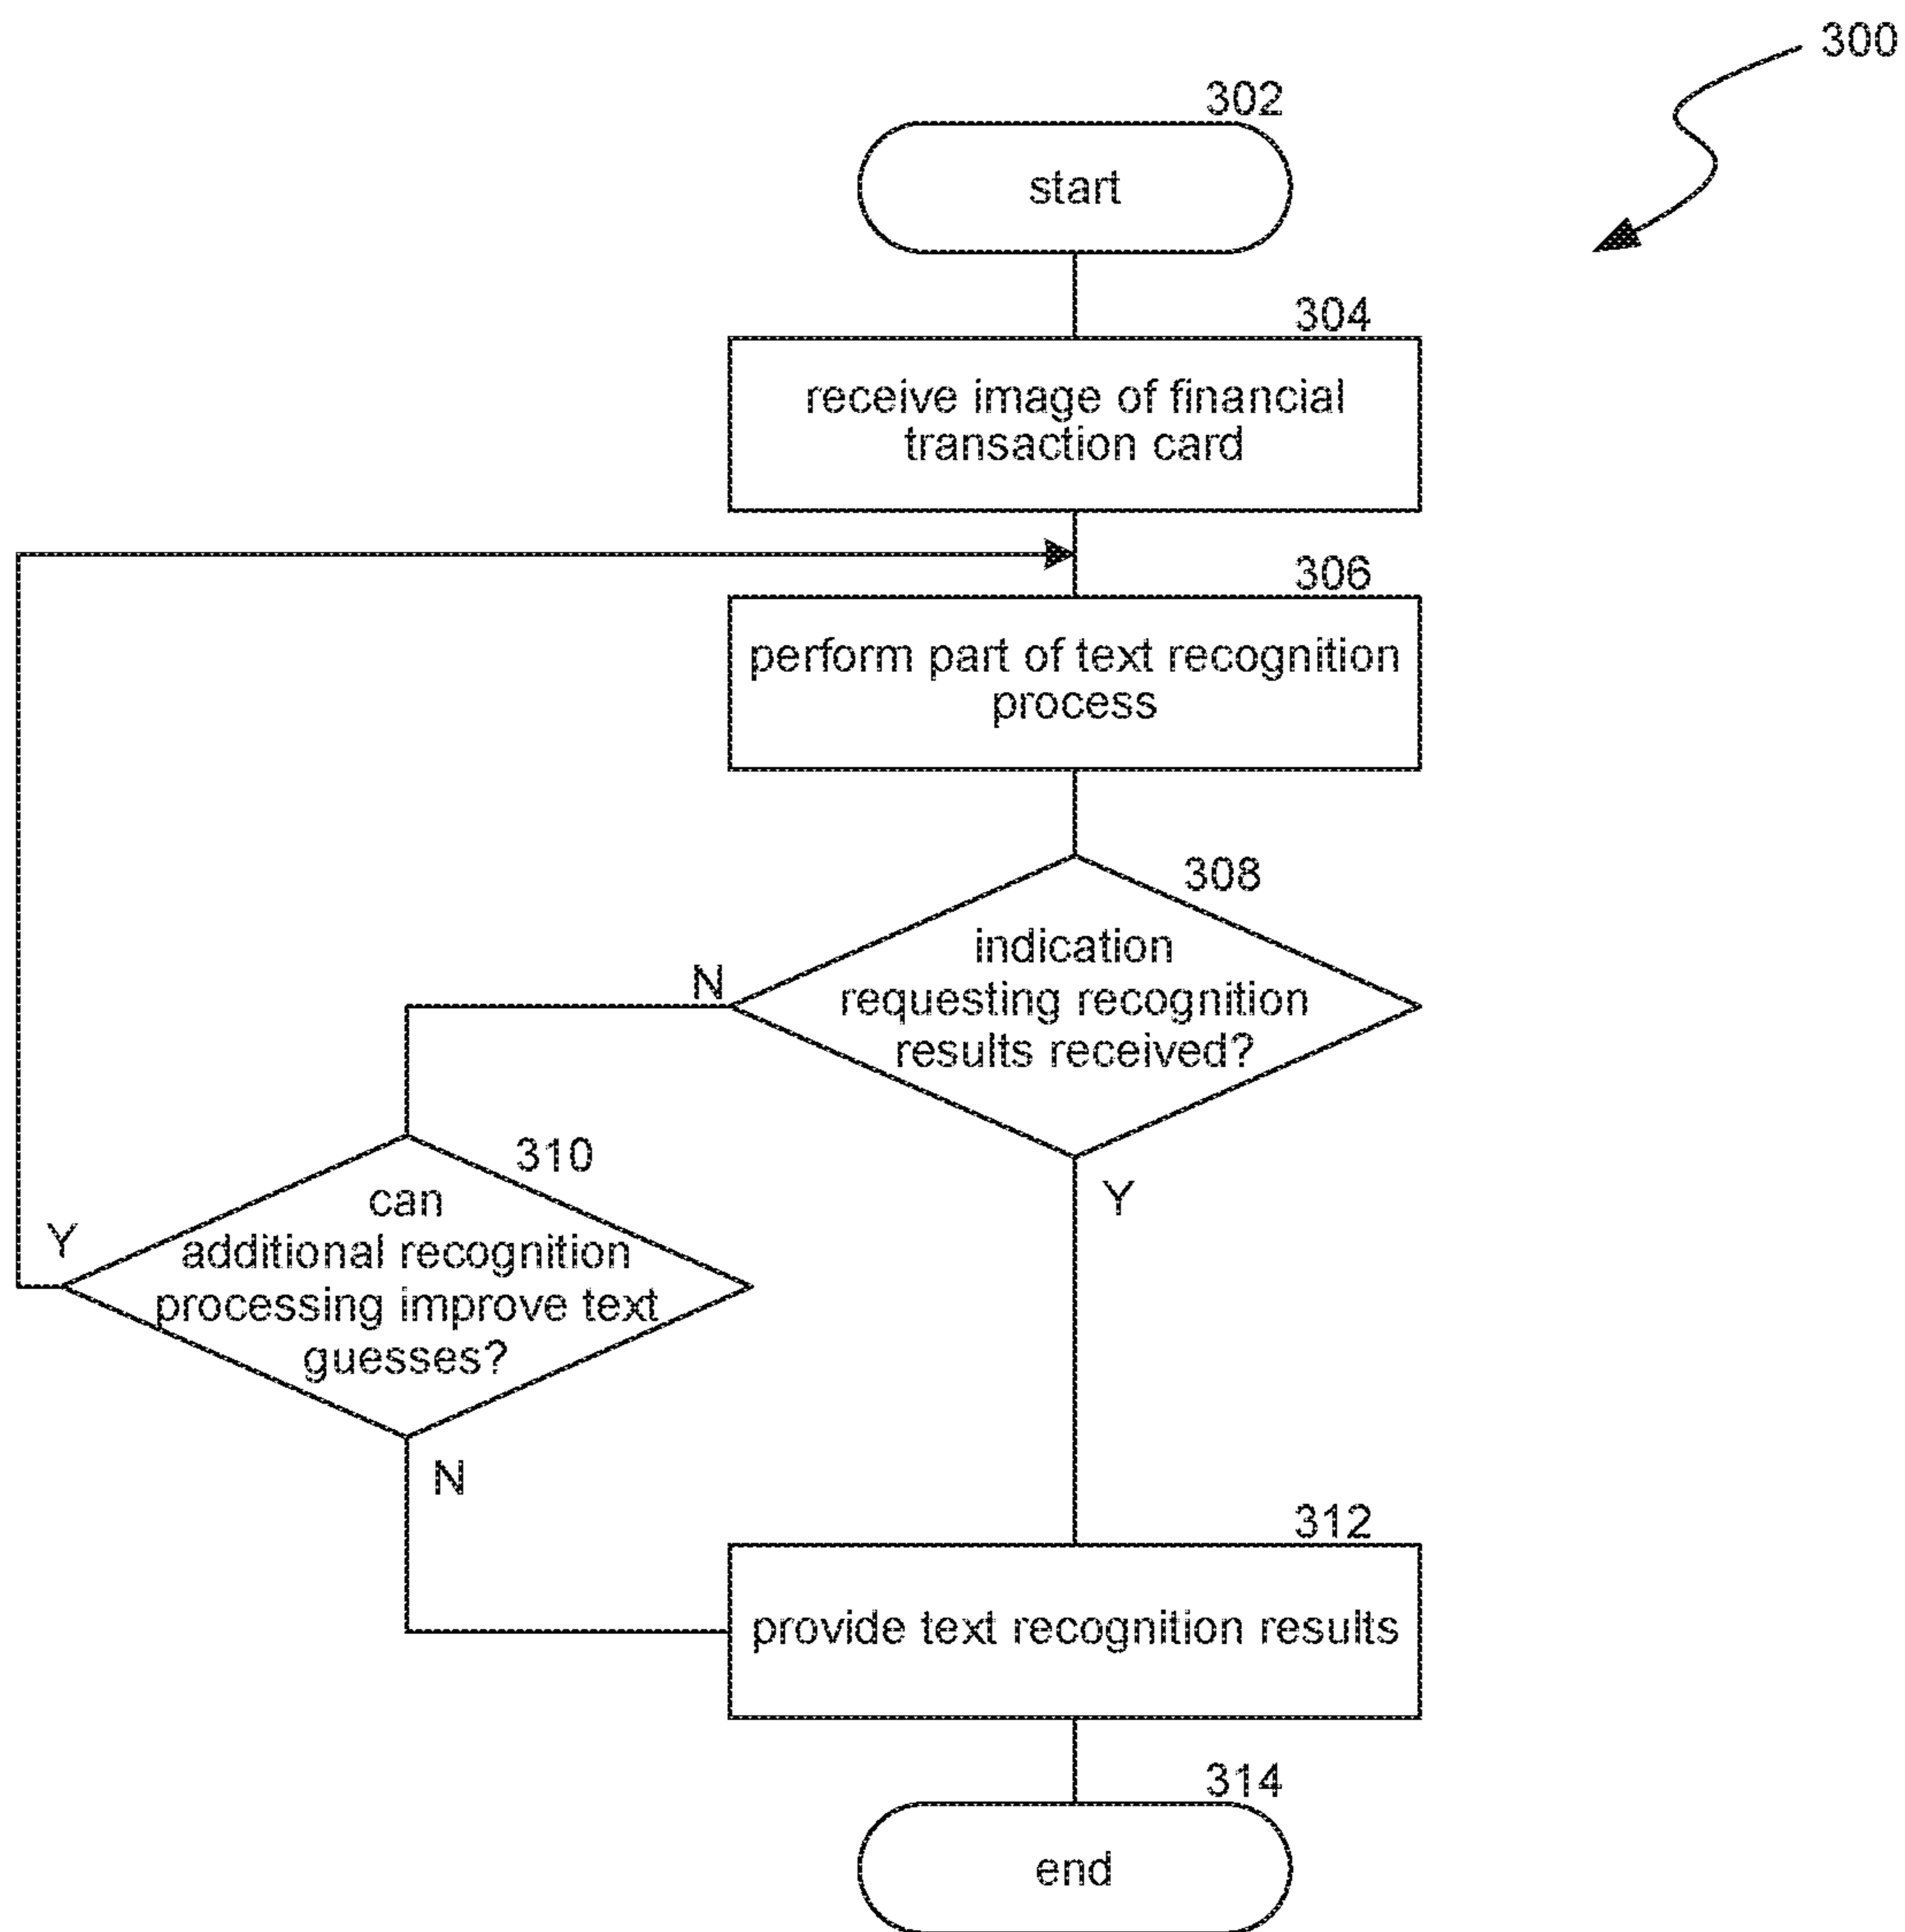 300
302
start
304
receive image of financial
transaction card
306
perform part of text recognition
process
308
indication
requesting recognition
results received?
N
Y
310
can
additional recognition
processing improve text
guesses?
Y
N
312
provide text recognition results
314
end